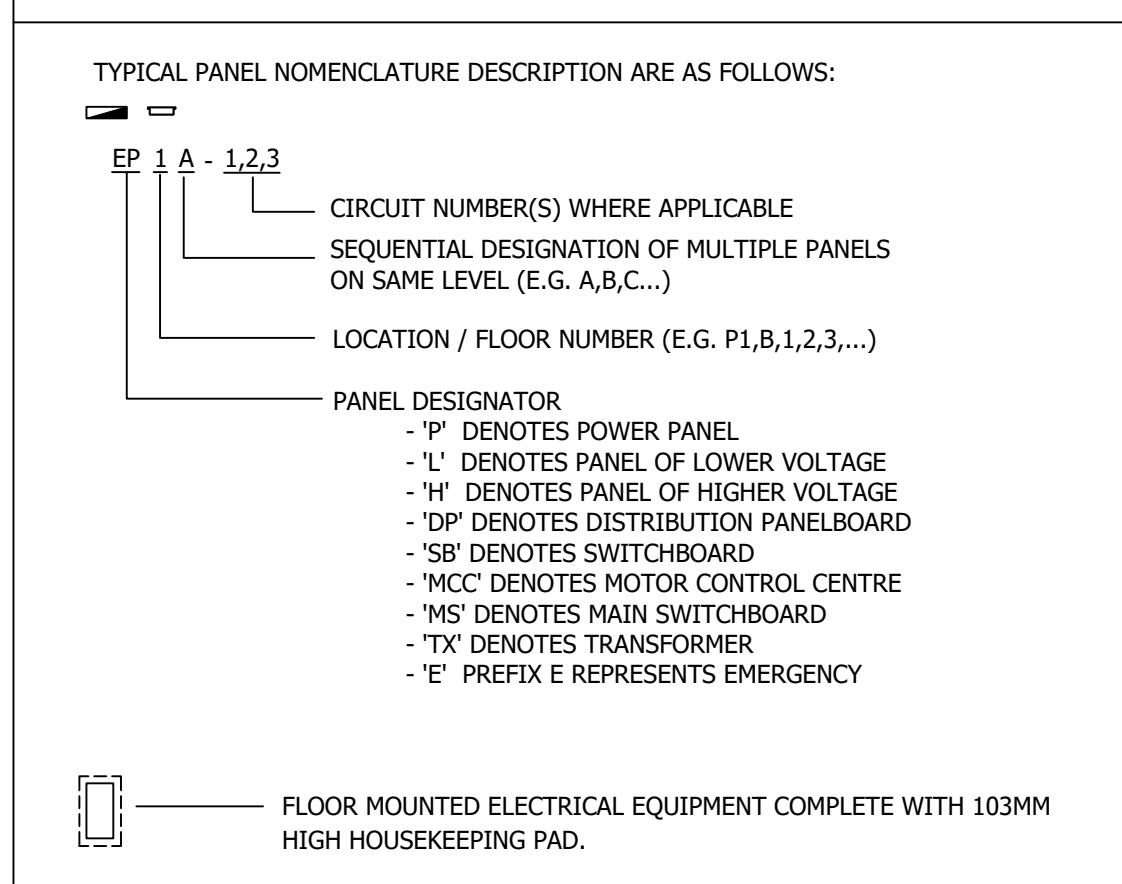 TYPICAL PANEL NOMENCLATURE DESCRIPTION ARE AS FOLLOWS:
EP 1 A - 1,2,3
CIRCUIT NUMBER(S) WHERE APPLICABLE
SEQUENTIAL DESIGNATION OF MULTIPLE PANELS
ON SAME LEVEL (E.G. A,B,C...)
LOCATION / FLOOR NUMBER (E.G. P1,B,1,2,3,...)
PANEL DESIGNATOR
- 'P' DENOTES POWER PANEL
- 'L' DENOTES PANEL OF LOWER VOLTAGE
- 'H' DENOTES PANEL OF HIGHER VOLTAGE
- 'DP' DENOTES DISTRIBUTION PANELBOARD
- 'SB' DENOTES SWITCHBOARD
- 'MCC' DENOTES MOTOR CONTROL CENTRE
- 'MS' DENOTES MAIN SWITCHBOARD
- 'TX' DENOTES TRANSFORMER
- 'E' PREFIX E REPRESENTS EMERGENCY
FLOOR MOUNTED ELECTRICAL EQUIPMENT COMPLETE WITH 103MM
HIGH HOUSEKEEPING PAD.